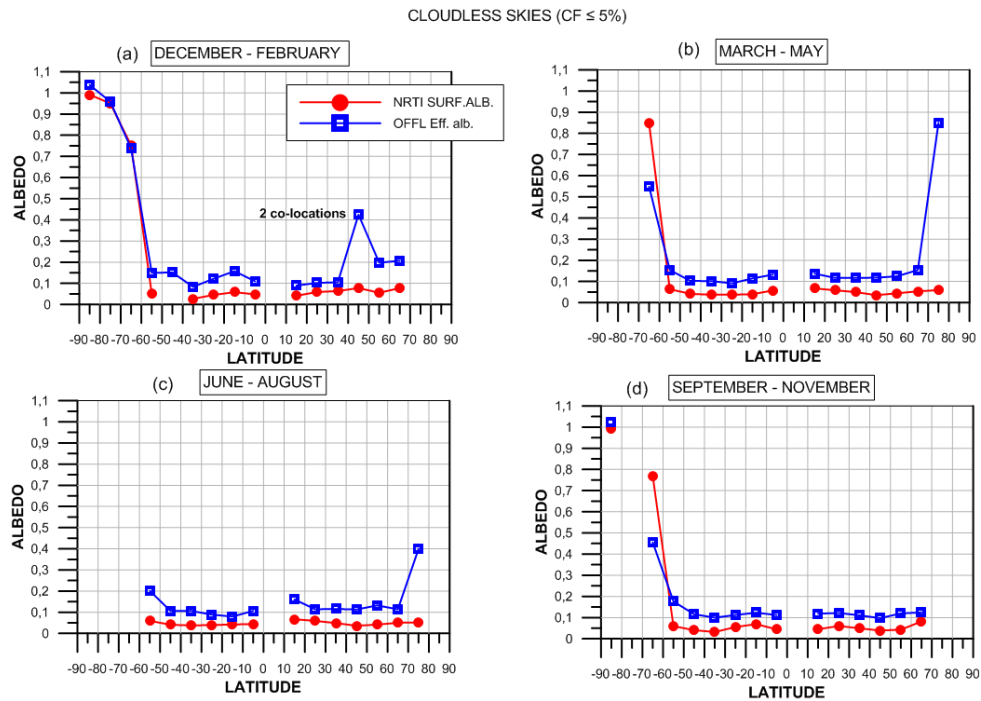 CLOUDLESS SKIES (CF ≤ 5%)
(a) DECEMBER - FEBRUARY
1,1
1
0,9
0,8
0,7
0,6
0,5
0,4
0,3
0,2
0,1
0
ALBEDO
NRTI SURF.ALB.
OFFL Eff. alb.
2 co-locations
-90 -80 -70 -60 -50 -40 -30 -20 -10 0 10 20 30 40 50 60 70 80 90
LATITUDE
(b) MARCH - MAY
1,1
1
0,9
0,8
0,7
0,6
0,5
0,4
0,3
0,2
0,1
0
ALBEDO
-90 -80 -70 -60 -50 -40 -30 -20 -10 0 10 20 30 40 50 60 70 80 90
LATITUDE
(c) JUNE - AUGUST
1,1
1
0,9
0,8
0,7
0,6
0,5
0,4
0,3
0,2
0,1
0
ALBEDO
-90 -80 -70 -60 -50 -40 -30 -20 -10 0 10 20 30 40 50 60 70 80 90
LATITUDE
(d) SEPTEMBER - NOVEMBER
1,1
1
0,9
0,8
0,7
0,6
0,5
0,4
0,3
0,2
0,1
0
ALBEDO
-90 -80 -70 -60 -50 -40 -30 -20 -10 0 10 20 30 40 50 60 70 80 90
LATITUDE